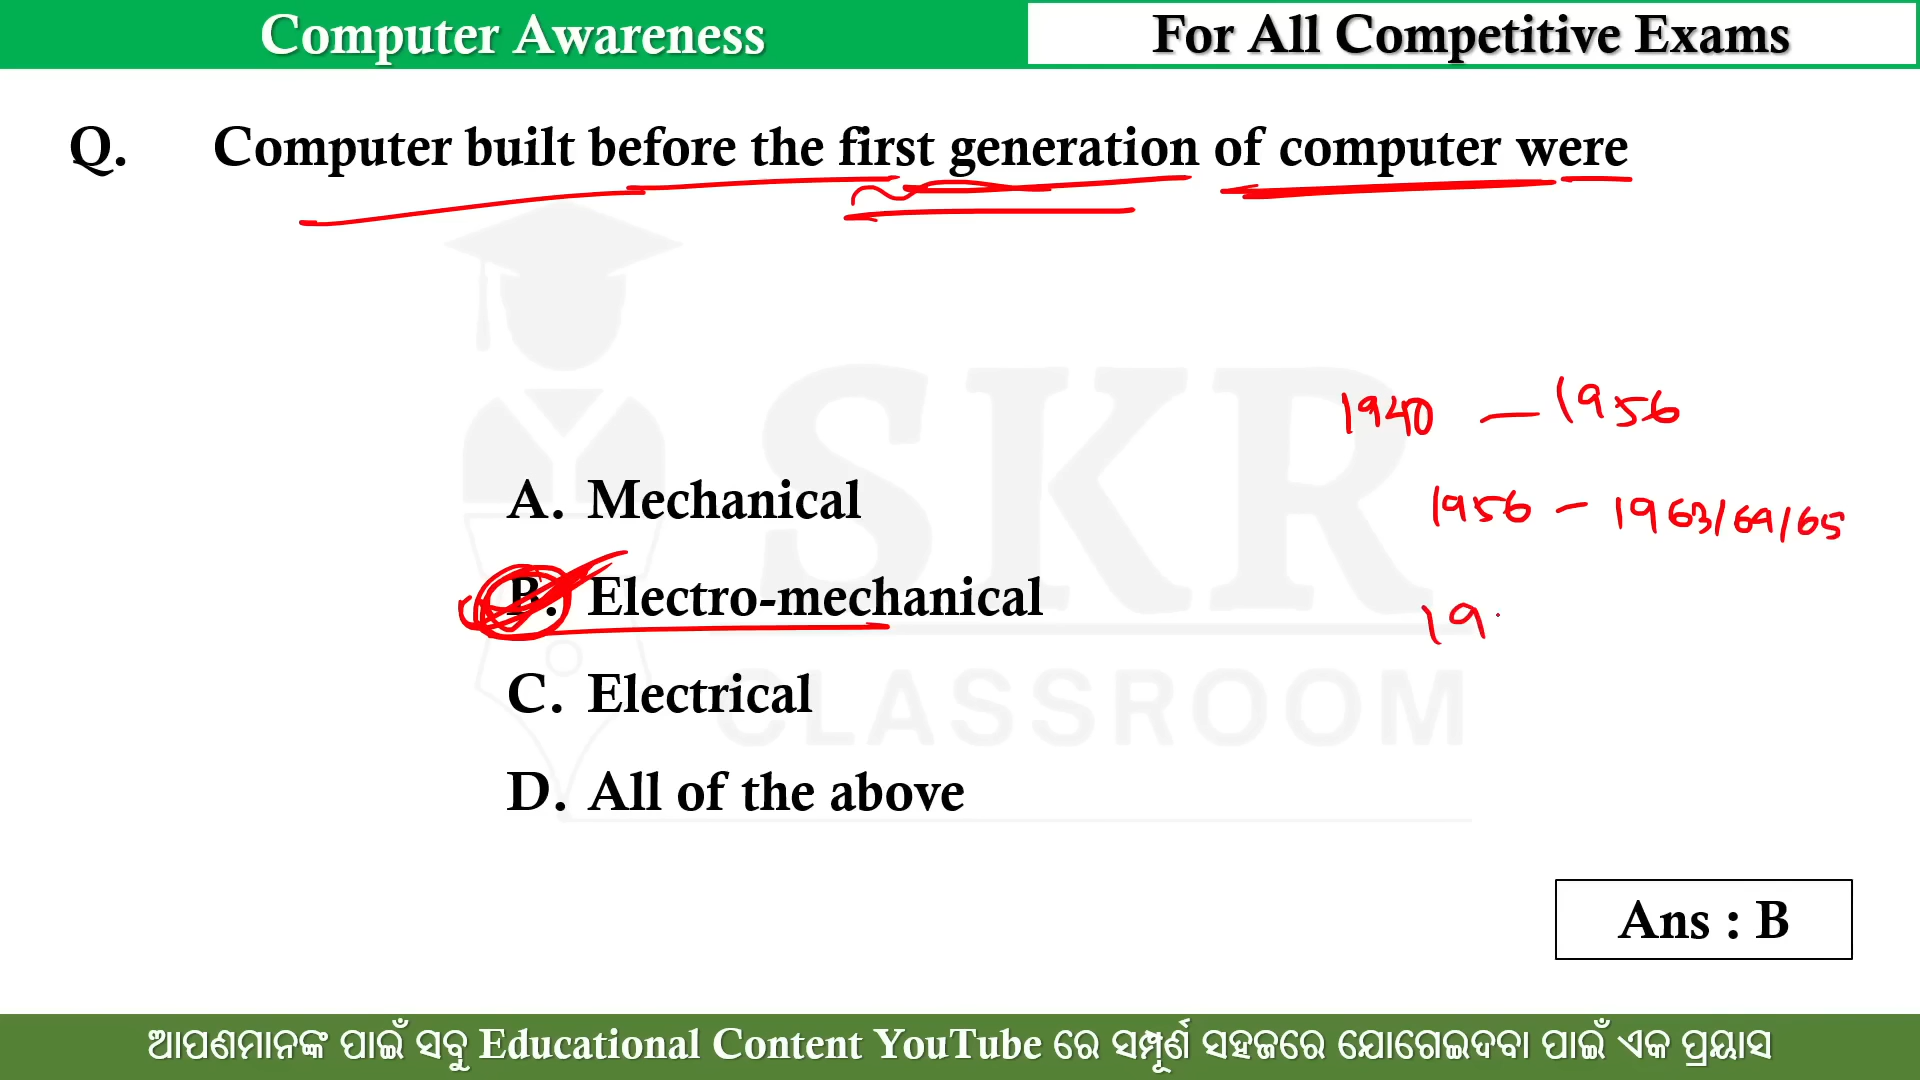 Computer Awareness
For All Competitive Exams
Q. Computer built before the first generation of computer were
1940 — 1956
A. Mechanical
1956 - 1963/64/65
B. Electro-mechanical
19
C. Electrical
D. All of the above
SKR
CLASSROOM
Ans : B
ଆପଣମାନଙ୍କ ପାଇଁ ସବୁ Educational Content YouTube ରେ ସମ୍ପୂର୍ଣ ସହଜରେ ଯୋଗେଇଦବା ପାଇଁ ଏକ ପ୍ରୟାସ